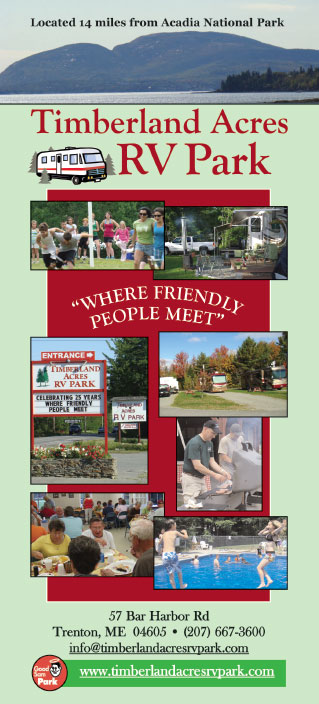 Located 14 miles from Acadia National Park
Timberland Acres
RV Park
"WHERE FRIENDLY
PEOPLE MEET"
ENTRANCE
TIMBERLAND
ACRES
RV PARK
CELEBRATING 25 YEARS
WHERE FRIENDLY
PEOPLE MEET
TIMBERLAND
ACRES
RV PARK
57 Bar Harbor Rd
Trenton, ME 04605 • (207) 667-3600
info@timberlandacresrvpark.com
Good
Sam
Park
www.timberlandacresrvpark.com